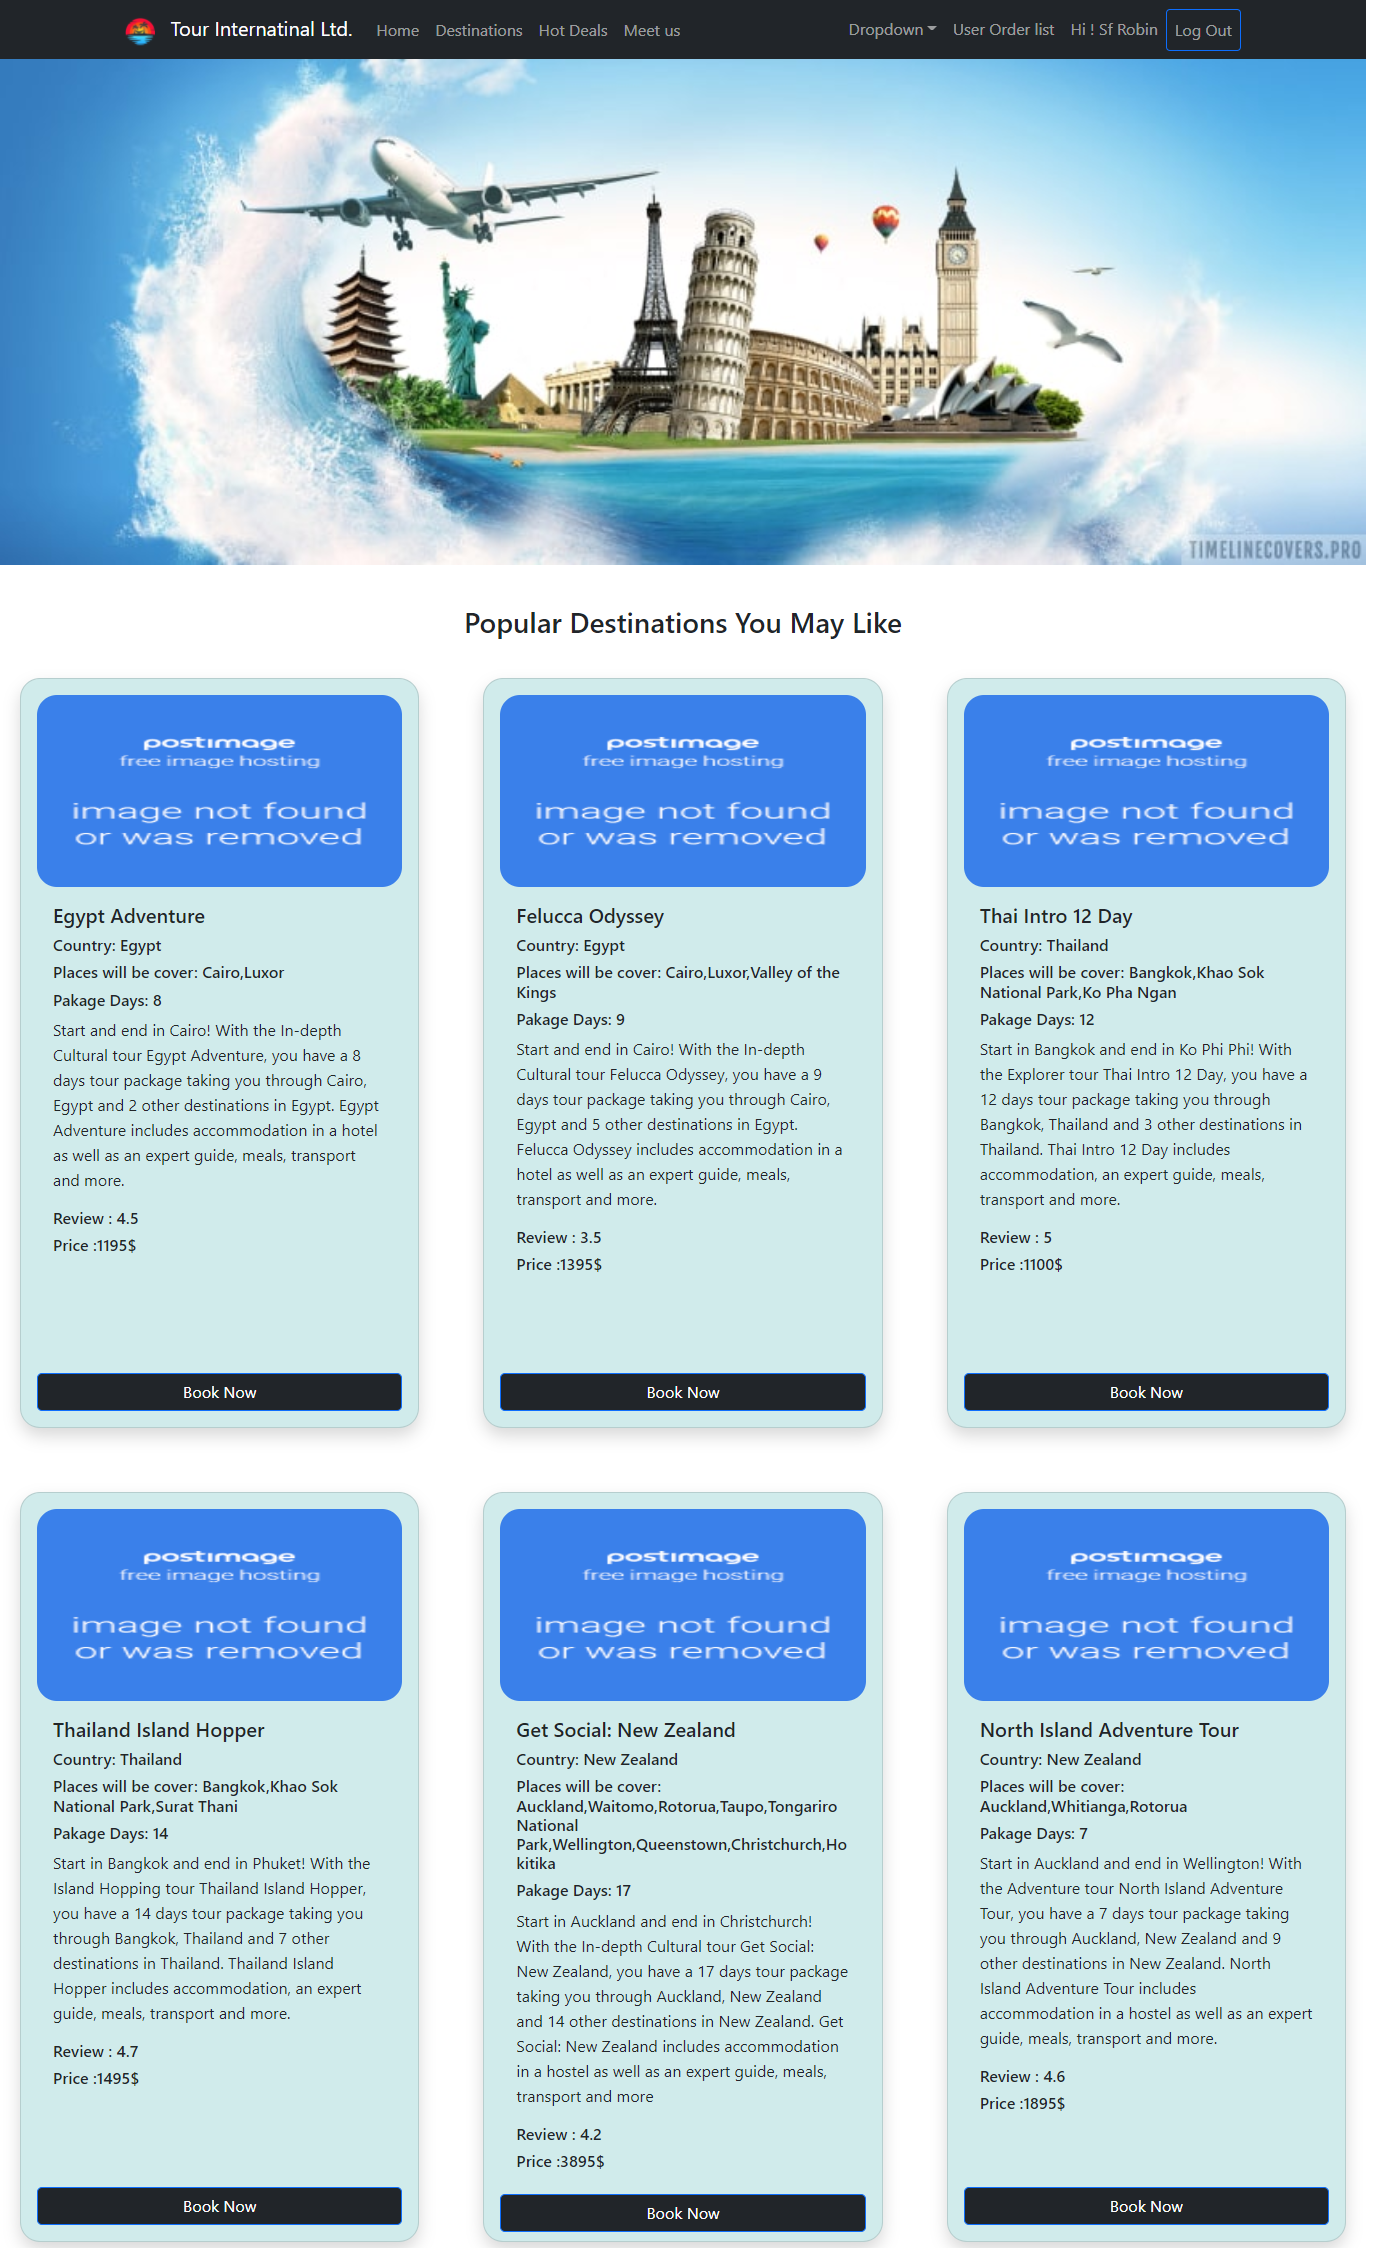 Tour Internatinal Ltd. Home Destinations Hot Deals Meet us Dropdown User Order list Hi ! Sf Robin Log Out
TIMELINECOVERS.PRO
Popular Destinations You May Like
postimage
free image hosting
image not found
or was removed
Egypt Adventure
Country: Egypt
Places will be cover: Cairo,Luxor
Pakage Days: 8
Start and end in Cairo! With the In-depth
Cultural tour Egypt Adventure, you have a 8
days tour package taking you through Cairo,
Egypt and 2 other destinations in Egypt. Egypt
Adventure includes accommodation in a hotel
as well as an expert guide, meals, transport
and more.
Review : 4.5
Price :1195$
Book Now
postimage
free image hosting
image not found
or was removed
Felucca Odyssey
Country: Egypt
Places will be cover: Cairo,Luxor,Valley of the
Kings
Pakage Days: 9
Start and end in Cairo! With the In-depth
Cultural tour Felucca Odyssey, you have a 9
days tour package taking you through Cairo,
Egypt and 5 other destinations in Egypt.
Felucca Odyssey includes accommodation in a
hotel as well as an expert guide, meals,
transport and more.
Review : 3.5
Price :1395$
Book Now
postimage
free image hosting
image not found
or was removed
Thai Intro 12 Day
Country: Thailand
Places will be cover: Bangkok,Khao Sok
National Park,Ko Pha Ngan
Pakage Days: 12
Start in Bangkok and end in Ko Phi Phi! With
the Explorer tour Thai Intro 12 Day, you have a
12 days tour package taking you through
Bangkok, Thailand and 3 other destinations in
Thailand. Thai Intro 12 Day includes
accommodation, an expert guide, meals,
transport and more.
Review : 5
Price :1100$
Book Now
postimage
free image hosting
image not found
or was removed
Thailand Island Hopper
Country: Thailand
Places will be cover: Bangkok,Khao Sok
National Park,Surat Thani
Pakage Days: 14
Start in Bangkok and end in Phuket! With the
Island Hopping tour Thailand Island Hopper,
you have a 14 days tour package taking you
through Bangkok, Thailand and 7 other
destinations in Thailand. Thailand Island
Hopper includes accommodation, an expert
guide, meals, transport and more.
Review : 4.7
Price :1495$
Book Now
postimage
free image hosting
image not found
or was removed
Get Social: New Zealand
Country: New Zealand
Places will be cover:
Auckland,Waitomo,Rotorua,Taupo,Tongariro
National
Park,Wellington,Queenstown,Christchurch,Ho
kitika
Pakage Days: 17
Start in Auckland and end in Christchurch!
With the In-depth Cultural tour Get Social:
New Zealand, you have a 17 days tour package
taking you through Auckland, New Zealand
and 14 other destinations in New Zealand. Get
Social: New Zealand includes accommodation
in a hostel as well as an expert guide, meals,
transport and more
Review : 4.2
Price :3895$
Book Now
postimage
free image hosting
image not found
or was removed
North Island Adventure Tour
Country: New Zealand
Places will be cover:
Auckland,Whitianga,Rotorua
Pakage Days: 7
Start in Auckland and end in Wellington! With
the Adventure tour North Island Adventure
Tour, you have a 7 days tour package taking
you through Auckland, New Zealand and 9
other destinations in New Zealand. North
Island Adventure Tour includes
accommodation in a hostel as well as an expert
guide, meals, transport and more.
Review : 4.6
Price :1895$
Book Now